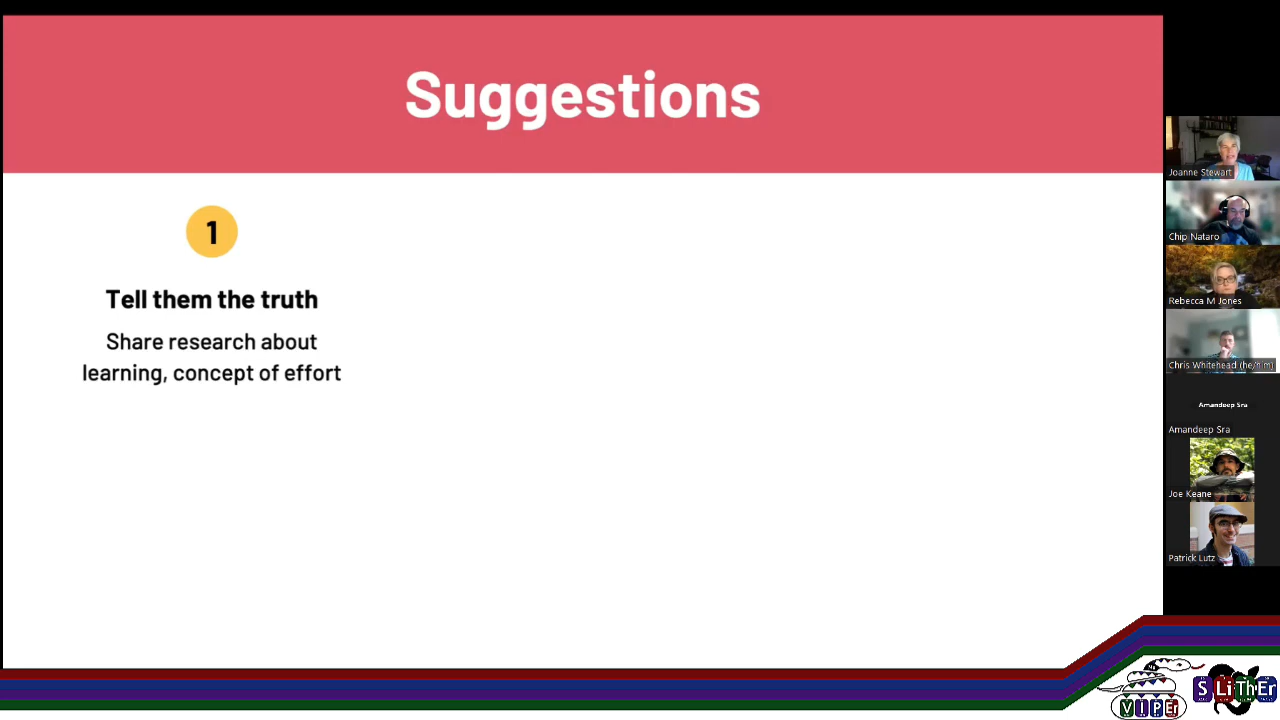 Suggestions
1
Tell them the truth
Share research about
learning, concept of effort
Joanne Stewart
Chip Nataro
Rebecca M Jones
Chris Whitehead (he/him)
Amandeep Sra
Amandeep Sra
Joe Keane
Patrick Lutz
VIPEr
SLiThEr